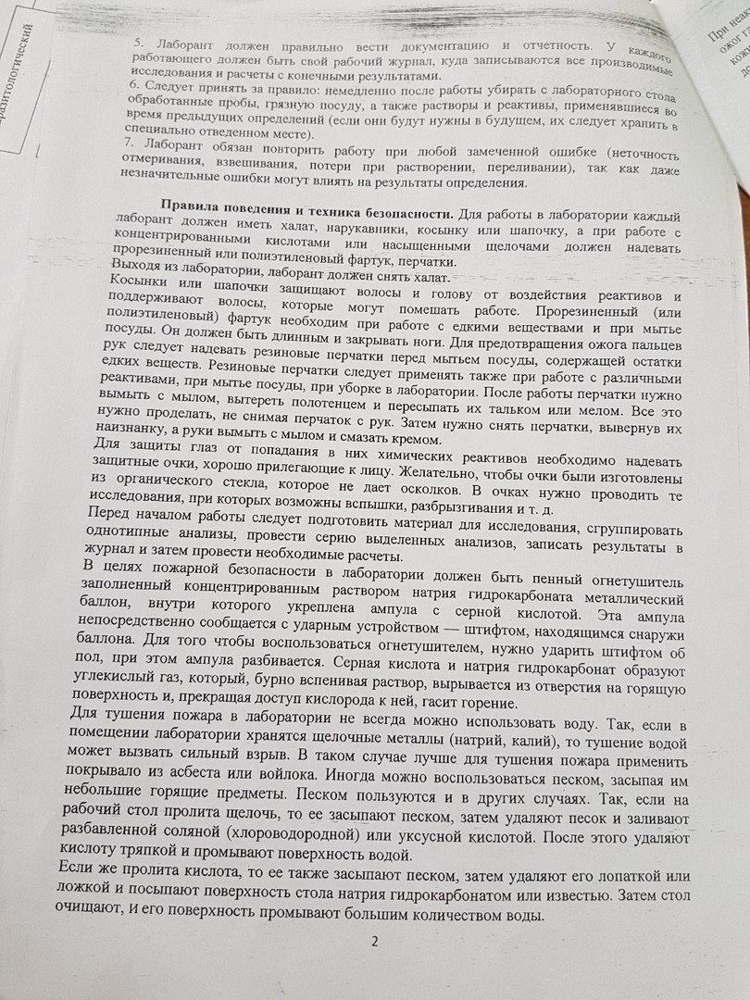 5. Лаборант должен правильно вести документацию и отчетность. У каждого
работающего должен быть свой рабочий журнал, куда записываются все производимые
исследования и расчеты с конечными результатами.
6. Следует принять за правило: немедленно после работы убирать с лабораторного стола
обработанные пробы, грязную посуду, а также растворы и реактивы, применявшиеся во
время предыдущих определений (если они будут нужны в будущем, их следует хранить в
специально отведенном месте).
7. Лаборант обязан повторить работу при любой замеченной ошибке (неточность
отмеривания, взвешивания, потери при растворении, переливании), так как даже
незначительные ошибки могут влиять на результаты определения.
Правила поведения и техника безопасности. Для работы в лаборатории каждый
лаборант должен иметь халат, нарукавники, косынку или шапочку, а при работе с
концентрированными кислотами или насыщенными щелочами должен надевать
прорезиненный или полиэтиленовый фартук, перчатки.
Выходя из лаборатории, лаборант должен снять халат.
Косынки или шапочки защищают волосы и голову от воздействия реактивов и
поддерживают волосы, которые могут помешать работе. Прорезиненный (или
полиэтиленовый) фартук необходим при работе с едкими веществами и при мытье
посуды. Он должен быть длинным и закрывать ноги. Для предотвращения ожога пальцев
рук следует надевать резиновые перчатки перед мытьем посуды, содержащей остатки
едких веществ. Резиновые перчатки следует применять также при работе с различными
реактивами, при мытье посуды, при уборке в лаборатории. После работы перчатки нужно
вымыть с мылом, вытереть полотенцем и пересыпать их тальком или мелом. Все это
нужно проделать, не снимая перчаток с рук. Затем нужно снять перчатки, вывернув их
наизнанку, а руки вымыть с мылом и смазать кремом.
Для защиты глаз от попадания в них химических реактивов необходимо надевать
защитные очки, хорошо прилегающие к лицу. Желательно, чтобы очки были изготовлены
из органического стекла, которое не дает осколков. В очках нужно проводить те
исследования, при которых возможны вспышки, разбрызгивания и т. д.
Перед началом работы следует подготовить материал для исследования, сгруппировать
однотипные анализы, провести серию выделенных анализов, записать результаты в
журнал и затем провести необходимые расчеты.
В целях пожарной безопасности в лаборатории должен быть пенный огнетушитель
заполненный концентрированным раствором натрия гидрокарбоната металлический
баллон, внутри которого укреплена ампула с серной кислотой. Эта ампула
непосредственно сообщается с ударным устройством — штифтом, находящимся снаружи
баллона. Для того чтобы воспользоваться огнетушителем, нужно ударить штифтом об
пол, при этом ампула разбивается. Серная кислота и натрия гидрокарбонат образуют
углекислый газ, который, бурно вспенивая раствор, вырывается из отверстия на горящую
поверхность и, прекращая доступ кислорода к ней, гасит горение.
Для тушения пожара в лаборатории не всегда можно использовать воду. Так, если в
помещении лаборатории хранятся щелочные металлы (натрий, калий), то тушение водой
может вызвать сильный взрыв. В таком случае лучше для тушения пожара применить
покрывало из асбеста или войлока. Иногда можно воспользоваться песком, засыпая им
небольшие горящие предметы. Песком пользуются и в других случаях. Так, если на
рабочий стол пролита щелочь, то ее засыпают песком, затем удаляют песок и заливают
разбавленной соляной (хлороводородной) или уксусной кислотой. После этого удаляют
кислоту тряпкой и промывают поверхность водой.
Если же пролита кислота, то ее также засыпают песком, затем удаляют его лопаткой или
ложкой и посыпают поверхность стола натрия гидрокарбонатом или известью. Затем стол
очищают, и его поверхность промывают большим количеством воды.
2
При
ожог